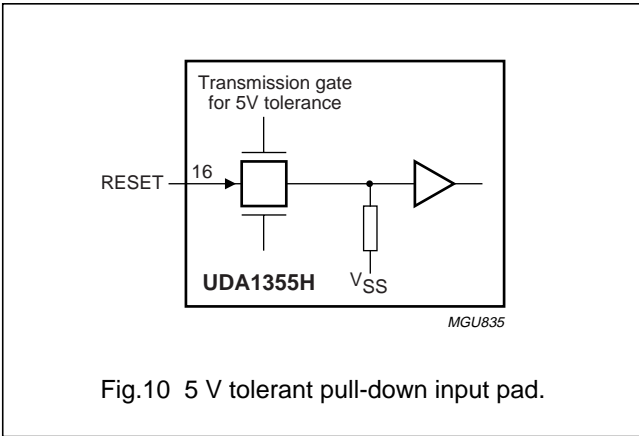 Transmission gate
for 5V tolerance
RESET
16
UDA1355H
VSS
MGU835
Fig.10 5 V tolerant pull-down input pad.